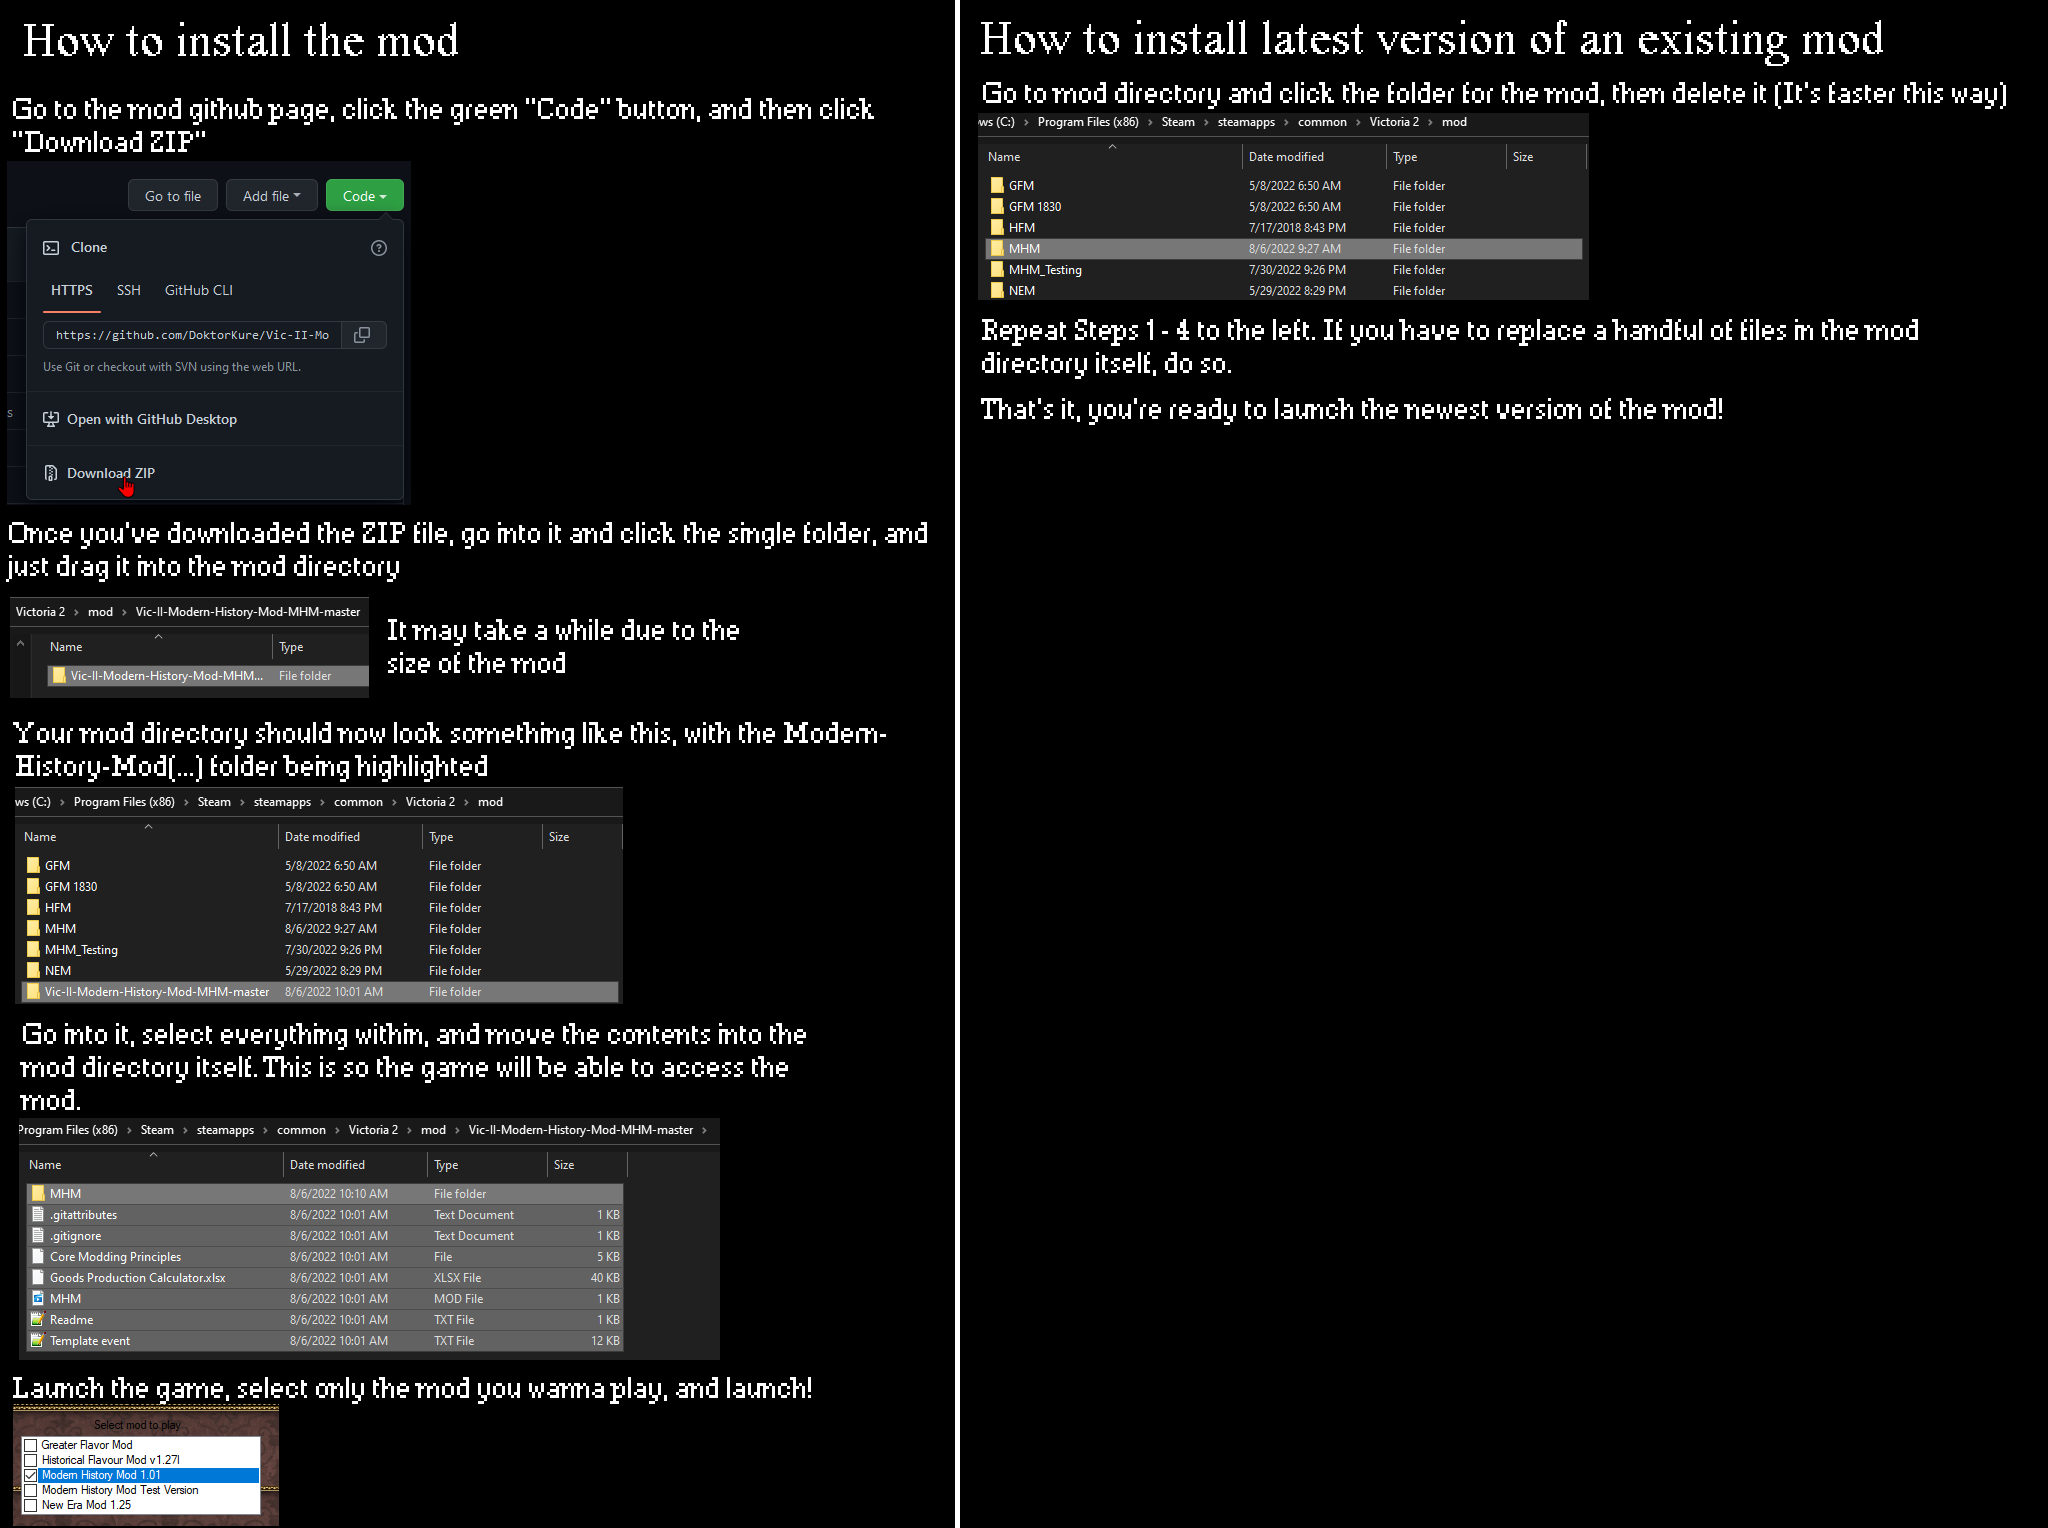 How to install the mod
Go to the mod github page, click the green "Code" button, and then click
"Download ZIP"
Go to file Add file Code
Clone
HTTPS SSH GitHub CLI
https://github.com/DoktorKure/Vic-II-Mo
Use Git or checkout with SVN using the web URL.
s
Open with GitHub Desktop
Download ZIP
Once you've downloaded the ZIP file, go into it and click the single folder, and
just drag it into the mod directory
Victoria 2 > mod > Vic-II-Modern-History-Mod-MHM-master
Name Type
Vic-II-Modern-History-Mod-MHM... File folder
It may take a while due to the
size of the mod
Your mod directory should now look something like this, with the Modern-
History-Mod(...) folder being highlighted
ws (C:) > Program Files (x86) > Steam > steamapps > common > Victoria 2 > mod
Name Date modified Type Size
GFM 5/8/2022 6:50 AM File folder
GFM 1830 5/8/2022 6:50 AM File folder
HFM 7/17/2018 8:43 PM File folder
MHM 8/6/2022 9:27 AM File folder
MHM_Testing 7/30/2022 9:26 PM File folder
NEM 5/29/2022 8:29 PM File folder
Vic-II-Modern-History-Mod-MHM-master 8/6/2022 10:01 AM File folder
Go into it, select everything within, and move the contents into the
mod directory itself. This is so the game will be able to access the
mod.
Program Files (x86) > Steam > steamapps > common > Victoria 2 > mod > Vic-II-Modern-History-Mod-MHM-master >
Name Date modified Type Size
MHM 8/6/2022 10:10 AM File folder
.gitattributes 8/6/2022 10:01 AM Text Document 1 KB
.gitignore 8/6/2022 10:01 AM Text Document 1 KB
Core Modding Principles 8/6/2022 10:01 AM File 5 KB
Goods Production Calculator.xlsx 8/6/2022 10:01 AM XLSX File 40 KB
MHM 8/6/2022 10:01 AM MOD File 1 KB
Readme 8/6/2022 10:01 AM TXT File 1 KB
Template event 8/6/2022 10:01 AM TXT File 12 KB
Launch the game, select only the mod you wanna play, and launch!
Select mod to play
Greater Flavor Mod
Historical Flavour Mod v1.27l
Modern History Mod 1.01
Modern History Mod Test Version
New Era Mod 1.25
How to install latest version of an existing mod
Go to mod directory and click the folder for the mod, then delete it (It's faster this way)
ws (C:) > Program Files (x86) > Steam > steamapps > common > Victoria 2 > mod
Name Date modified Type Size
GFM 5/8/2022 6:50 AM File folder
GFM 1830 5/8/2022 6:50 AM File folder
HFM 7/17/2018 8:43 PM File folder
MHM 8/6/2022 9:27 AM File folder
MHM_Testing 7/30/2022 9:26 PM File folder
NEM 5/29/2022 8:29 PM File folder
Repeat Steps 1 - 4 to the left. If you have to replace a handful of files in the mod
directory itself, do so.
That's it, you're ready to launch the newest version of the mod!